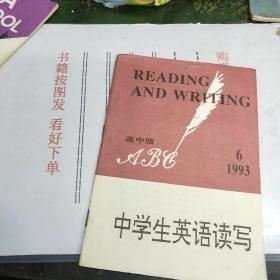 书籍按图发
看好下单
READING
AND WRITING
高中版
ABC
6
1993
中学生英语读写